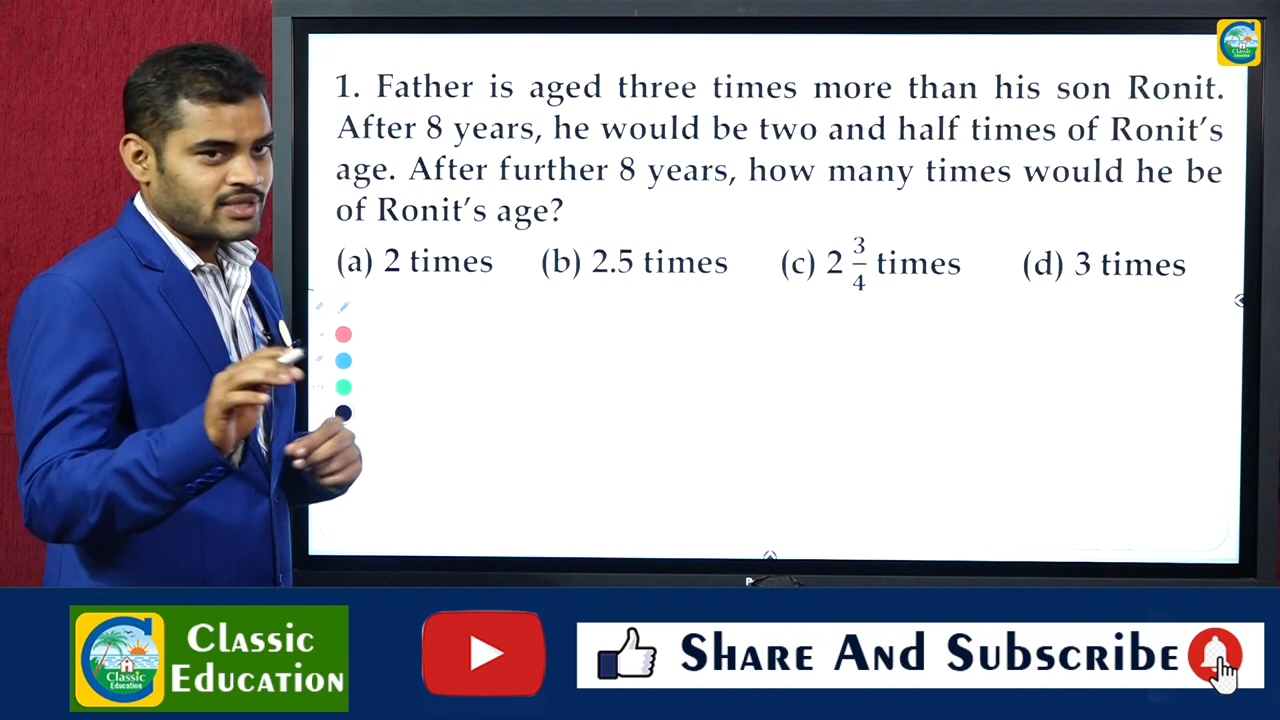 1. Father is aged three times more than his son Ronit.
After 8 years, he would be two and half times of Ronit's
age. After further 8 years, how many times would he be
of Ronit's age?
(a) 2 times (b) 2.5 times (c) 2 3/4 times (d) 3 times
Classic
Education
Classic
Education
Share And Subscribe